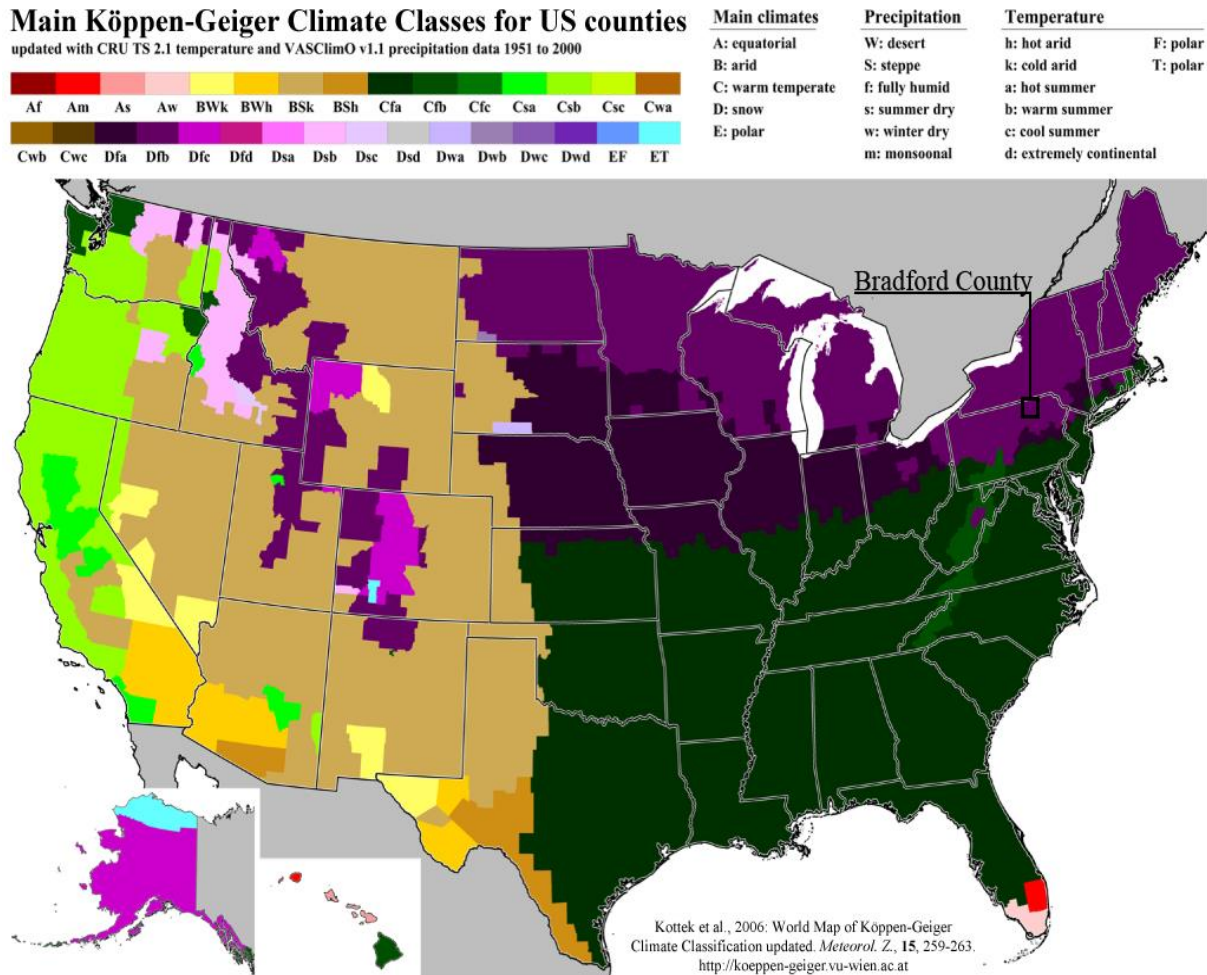 Main Köppen-Geiger Climate Classes for US counties
updated with CRU TS 2.1 temperature and VASClimO v1.1 precipitation data 1951 to 2000
Af Am As Aw BWk BWh BSk BSh Cfa Cfb Cfc Csa Csb Csc Cwa
Cwb Cwc Dfa Dfb Dfc Dfd Dsa Dsb Dsc Dsd Dwa Dwb Dwc Dwd EF ET
Main climates
A: equatorial
B: arid
C: warm temperate
D: snow
E: polar
Precipitation
W: desert
S: steppe
f: fully humid
s: summer dry
w: winter dry
m: monsoonal
Temperature
h: hot arid F: polar
k: cold arid T: polar
a: hot summer
b: warm summer
c: cool summer
d: extremely continental
Bradford County
Kottek et al., 2006: World Map of Köppen-Geiger
Climate Classification updated. Meteorol. Z., 15, 259-263.
http://koeppen-geiger.vu-wien.ac.at